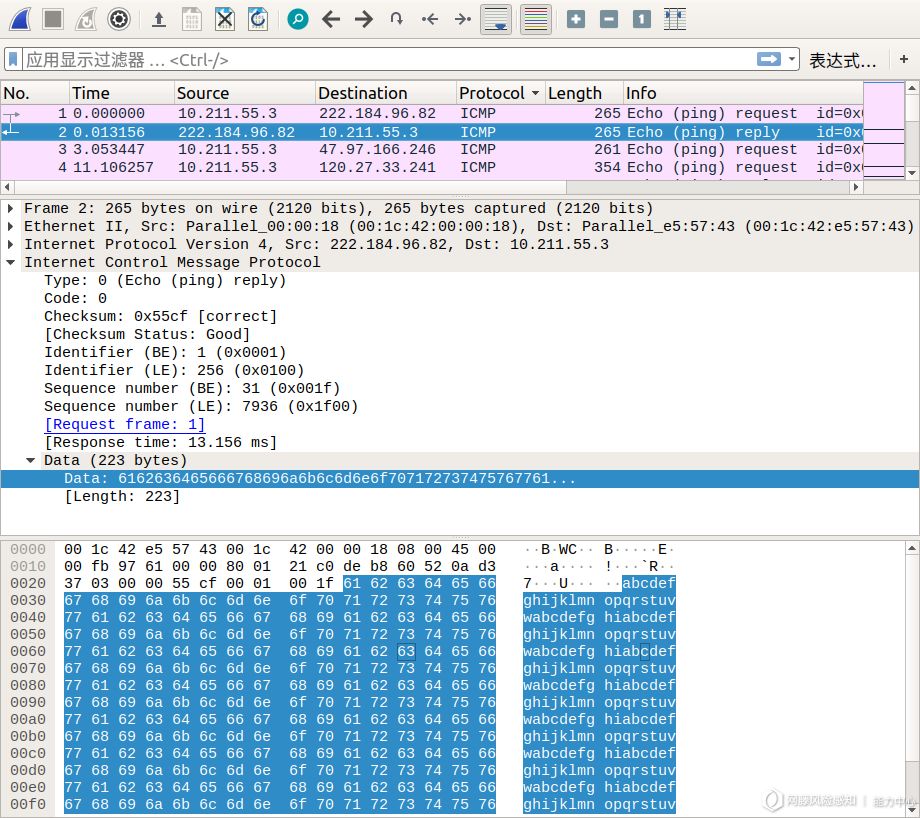 应用显示过滤器 … <Ctrl-/> 表达式… +
No. Time Source Destination Protocol Length Info
1 0.000000 10.211.55.3 222.184.96.82 ICMP 265 Echo (ping) request id=0x
2 0.013156 222.184.96.82 10.211.55.3 ICMP 265 Echo (ping) reply id=0x
3 3.053447 10.211.55.3 47.97.166.246 ICMP 261 Echo (ping) request id=0x
4 11.106257 10.211.55.3 120.27.33.241 ICMP 354 Echo (ping) request id=0x
Frame 2: 265 bytes on wire (2120 bits), 265 bytes captured (2120 bits)
Ethernet II, Src: Parallel_00:00:18 (00:1c:42:00:00:18), Dst: Parallel_e5:57:43 (00:1c:42:e5:57:43)
Internet Protocol Version 4, Src: 222.184.96.82, Dst: 10.211.55.3
Internet Control Message Protocol
Type: 0 (Echo (ping) reply)
Code: 0
Checksum: 0x55cf [correct]
[Checksum Status: Good]
Identifier (BE): 1 (0x0001)
Identifier (LE): 256 (0x0100)
Sequence number (BE): 31 (0x001f)
Sequence number (LE): 7936 (0x1f00)
[Request frame: 1]
[Response time: 13.156 ms]
Data (223 bytes)
Data: 6162636465666768696a6b6c6d6e6f707172737475767761...
[Length: 223]
0000 00 1c 42 e5 57 43 00 1c 42 00 00 18 08 00 45 00 ··B·WC·· B·····E·
0010 00 fb 97 61 00 00 80 01 21 c0 de b8 60 52 0a d3 ···a···· !···`R··
0020 37 03 00 00 55 cf 00 01 00 1f 61 62 63 64 65 66 7···U··· ··abcdef
0030 67 68 69 6a 6b 6c 6d 6e 6f 70 71 72 73 74 75 76 ghijklmn opqrstuv
0040 77 61 62 63 64 65 66 67 68 69 61 62 63 64 65 66 wabcdefg hiabcdef
0050 67 68 69 6a 6b 6c 6d 6e 6f 70 71 72 73 74 75 76 ghijklmn opqrstuv
0060 77 61 62 63 64 65 66 67 68 69 61 62 63 64 65 66 wabcdefg hiabcdef
0070 67 68 69 6a 6b 6c 6d 6e 6f 70 71 72 73 74 75 76 ghijklmn opqrstuv
0080 77 61 62 63 64 65 66 67 68 69 61 62 63 64 65 66 wabcdefg hiabcdef
0090 67 68 69 6a 6b 6c 6d 6e 6f 70 71 72 73 74 75 76 ghijklmn opqrstuv
00a0 77 61 62 63 64 65 66 67 68 69 61 62 63 64 65 66 wabcdefg hiabcdef
00b0 67 68 69 6a 6b 6c 6d 6e 6f 70 71 72 73 74 75 76 ghijklmn opqrstuv
00c0 77 61 62 63 64 65 66 67 68 69 61 62 63 64 65 66 wabcdefg hiabcdef
00d0 67 68 69 6a 6b 6c 6d 6e 6f 70 71 72 73 74 75 76 ghijklmn opqrstuv
00e0 77 61 62 63 64 65 66 67 68 69 61 62 63 64 65 66 wabcdefg hiabcdef
00f0 67 68 69 6a 6b 6c 6d 6e 6f 70 71 72 73 74 75 76 ghijklmn opqrstuv
网藤风险感知 | 能力中心